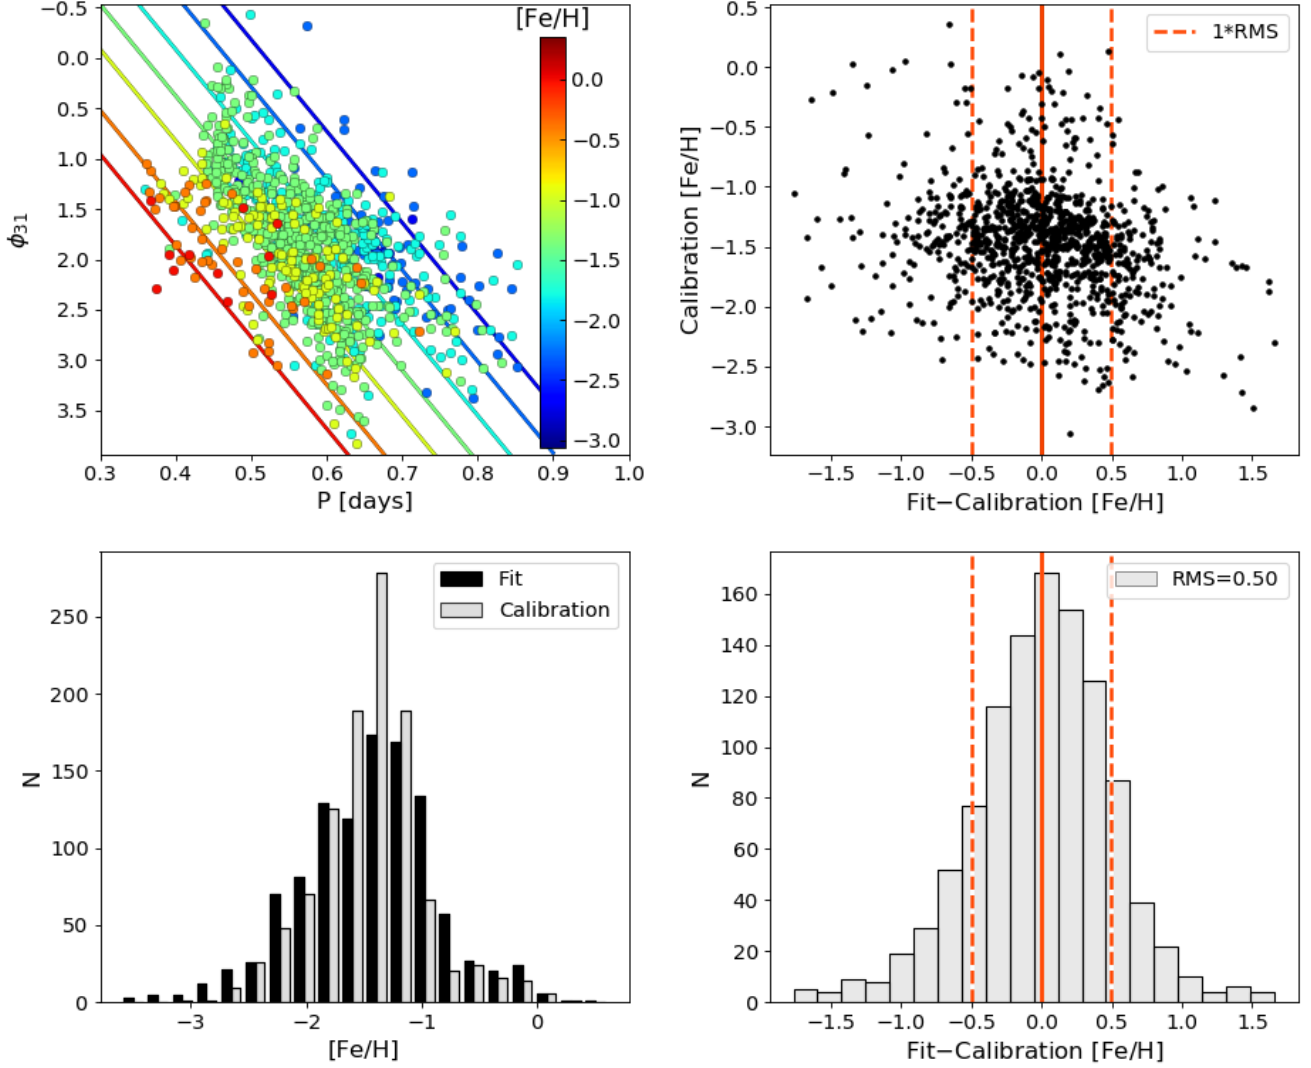 [Fe/H]
−0.5
0.0
0.5
1.0
1.5
2.0
2.5
3.0
3.5
ϕ31
0.0
−0.5
−1.0
−1.5
−2.0
−2.5
−3.0
0.3 0.4 0.5 0.6 0.7 0.8 0.9 1.0
P [days]
1*RMS
0.5
0.0
−0.5
−1.0
−1.5
−2.0
−2.5
−3.0
Calibration [Fe/H]
−1.5 −1.0 −0.5 0.0 0.5 1.0 1.5
Fit−Calibration [Fe/H]
Fit
Calibration
250
200
150
100
50
0
N
−3 −2 −1 0
[Fe/H]
RMS=0.50
160
140
120
100
80
60
40
20
0
N
−1.5 −1.0 −0.5 0.0 0.5 1.0 1.5
Fit−Calibration [Fe/H]